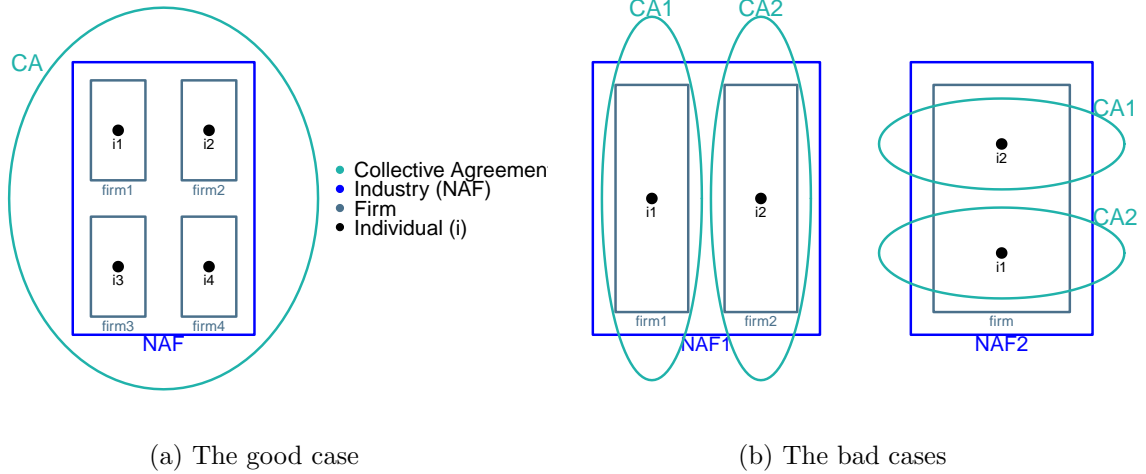 CA
i1
i2
firm1
firm2
i3
i4
firm3
firm4
NAF
Collective Agreement
Industry (NAF)
Firm
Individual (i)
(a) The good case
CA1
CA2
i1
i2
firm1
firm2
NAF1
CA1
i2
CA2
i1
firm
NAF2
(b) The bad cases